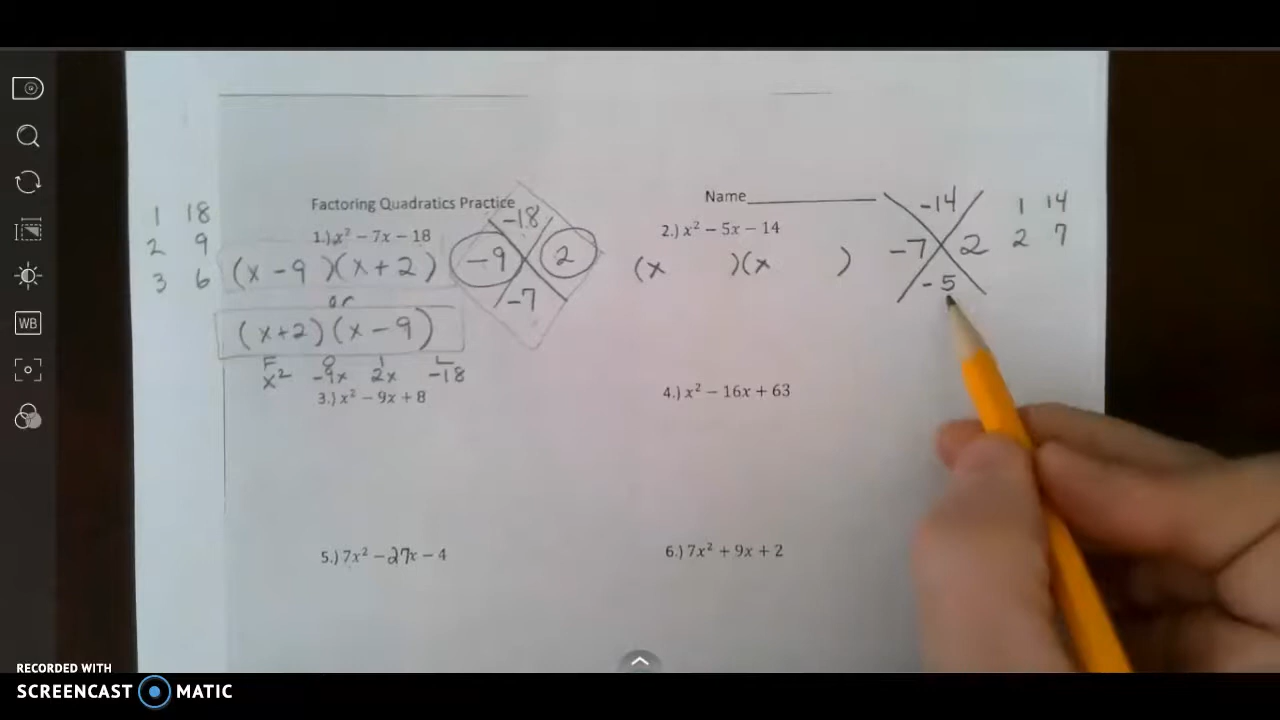 Factoring Quadratics Practice
Name
1 18
2 9
3 6
1.) x² − 7x − 18
(x − 9)(x + 2)
or
(x+2)(x − 9)
F O I L
x² −9x 2x −18
−18
−9 2
−7
2.) x² − 5x − 14
(x )(x )
−14
−7 2
−5
1 14
2 7
3.) x² − 9x + 8
4.) x² − 16x + 63
5.) 7x² − 27x − 4
6.) 7x² + 9x + 2
WB
RECORDED WITH
SCREENCAST MATIC